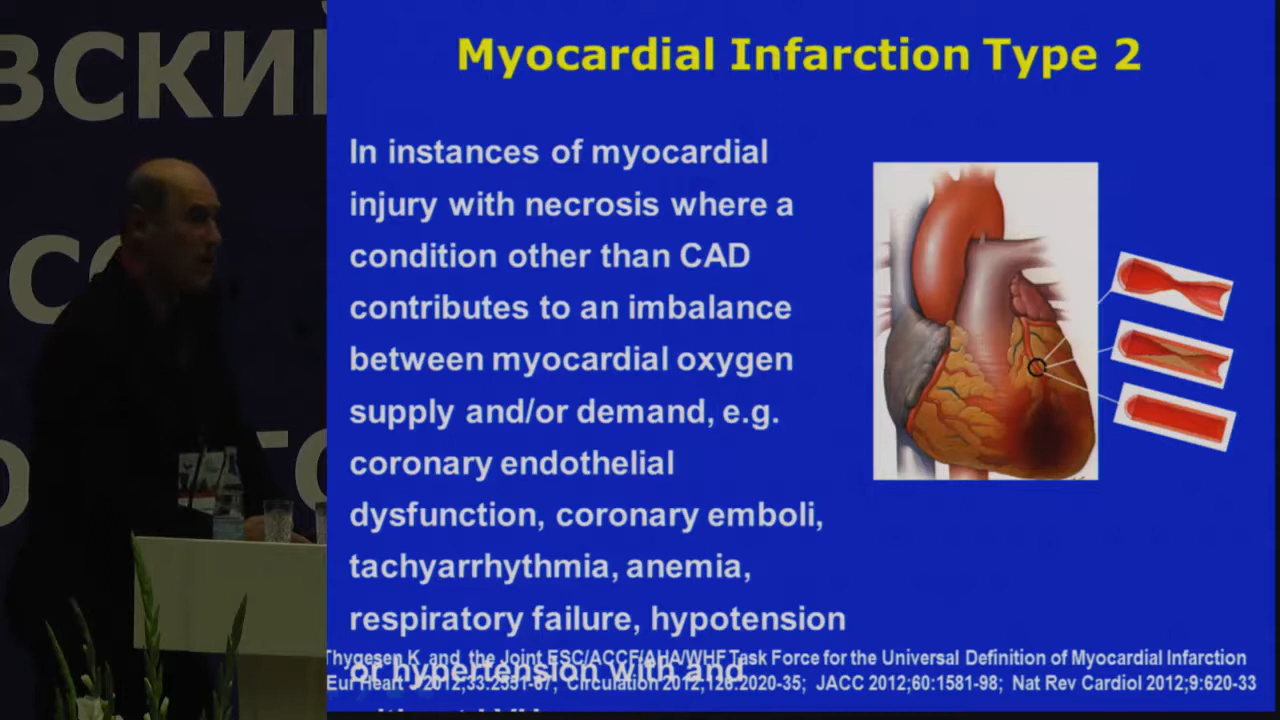 ВСКИЙ
Myocardial Infarction Type 2
In instances of myocardial
injury with necrosis where a
condition other than CAD
contributes to an imbalance
between myocardial oxygen
supply and/or demand, e.g.
coronary endothelial
dysfunction, coronary emboli,
tachyarrhythmia, anemia,
respiratory failure, hypotension
or hypertension with and
Thygesen K and the Joint ESC/ACCF/AHA/WHF Task Force for the Universal Definition of Myocardial Infarction
Eur Heart J 2012;33:2551-67; Circulation 2012;126:2020-35; JACC 2012;60:1581-98; Nat Rev Cardiol 2012;9:620-33